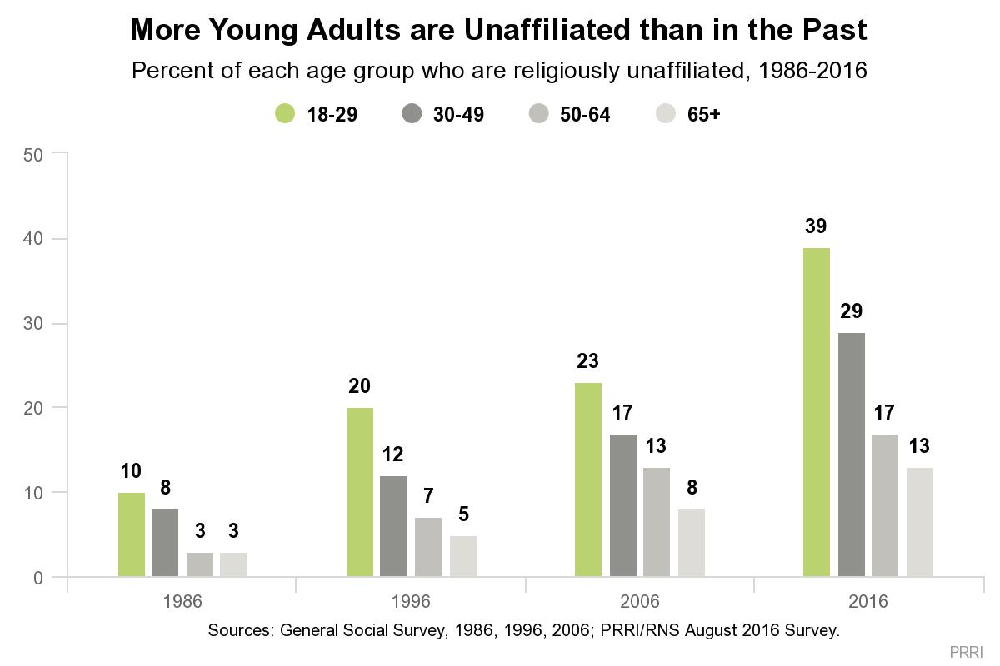 More Young Adults are Unaffiliated than in the Past
Percent of each age group who are religiously unaffiliated, 1986-2016
18-29 30-49 50-64 65+
50
40
30
20
10
0
10 8 3 3
20 12 7 5
23 17 13 8
39 29 17 13
1986 1996 2006 2016
Sources: General Social Survey, 1986, 1996, 2006; PRRI/RNS August 2016 Survey.
PRRI